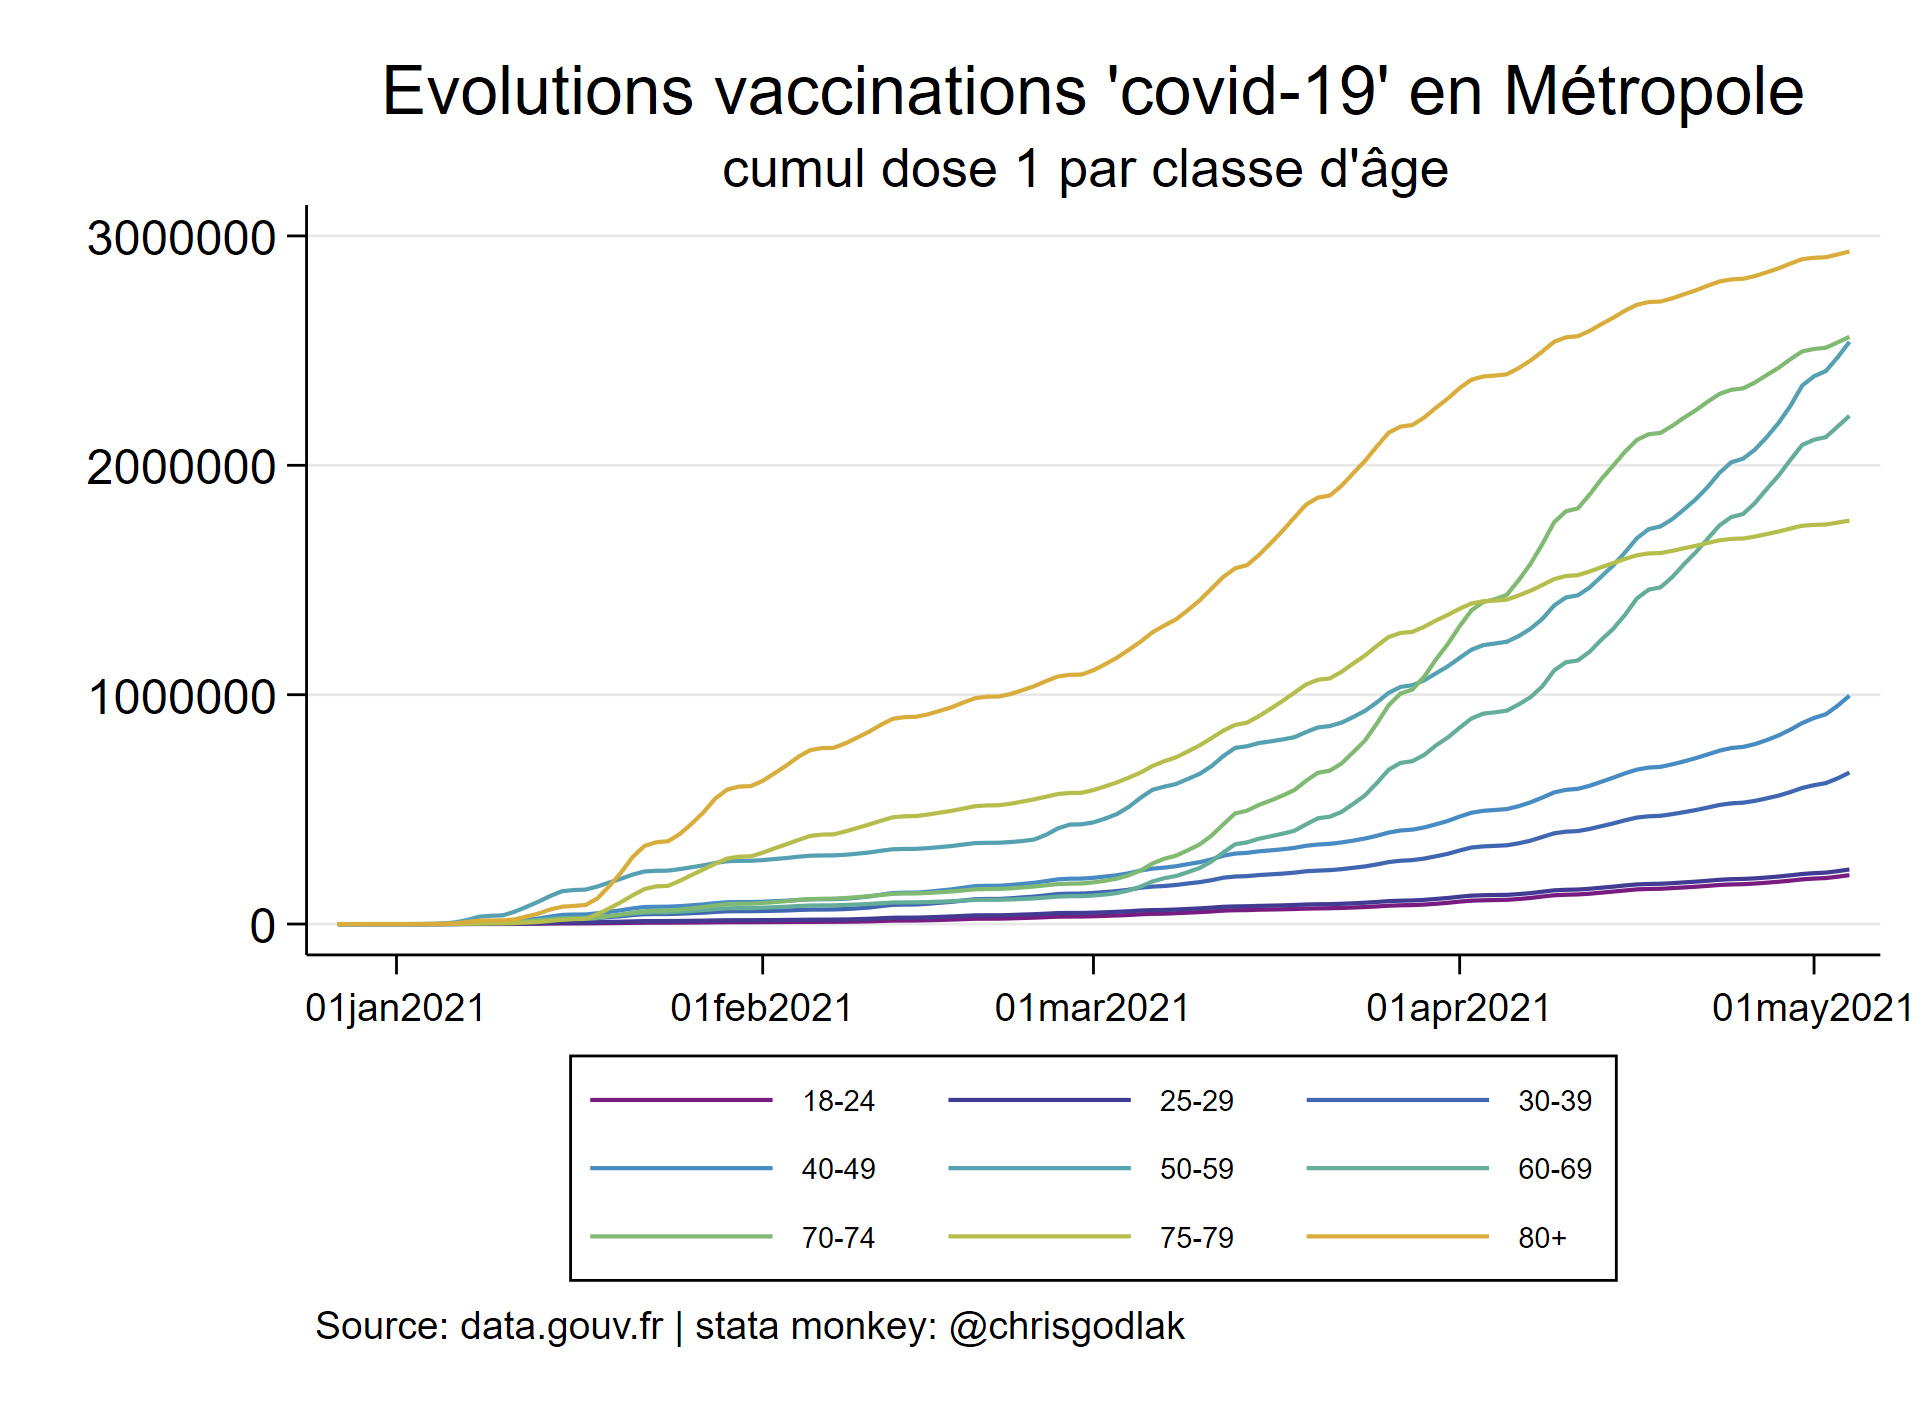 Evolutions vaccinations 'covid-19' en Métropole
cumul dose 1 par classe d'âge
3000000
2000000
1000000
0
01jan2021 01feb2021 01mar2021 01apr2021 01may2021
18-24 25-29 30-39
40-49 50-59 60-69
70-74 75-79 80+
Source: data.gouv.fr | stata monkey: @chrisgodlak